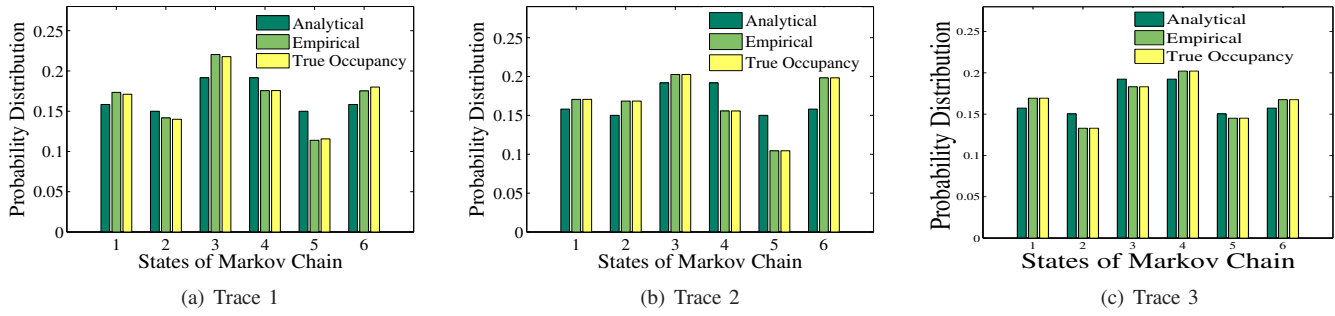 Probability Distribution
0.25
0.2
0.15
0.1
0.05
0
Analytical
Empirical
True Occupancy
1 2 3 4 5 6
States of Markov Chain
(a) Trace 1
Probability Distribution
0.25
0.2
0.15
0.1
0.05
0
Analytical
Empirical
True Occupancy
1 2 3 4 5 6
States of Markov Chain
(b) Trace 2
Probability Distribution
0.25
0.2
0.15
0.1
0.05
0
Analytical
Empirical
True Occupancy
1 2 3 4 5 6
States of Markov Chain
(c) Trace 3